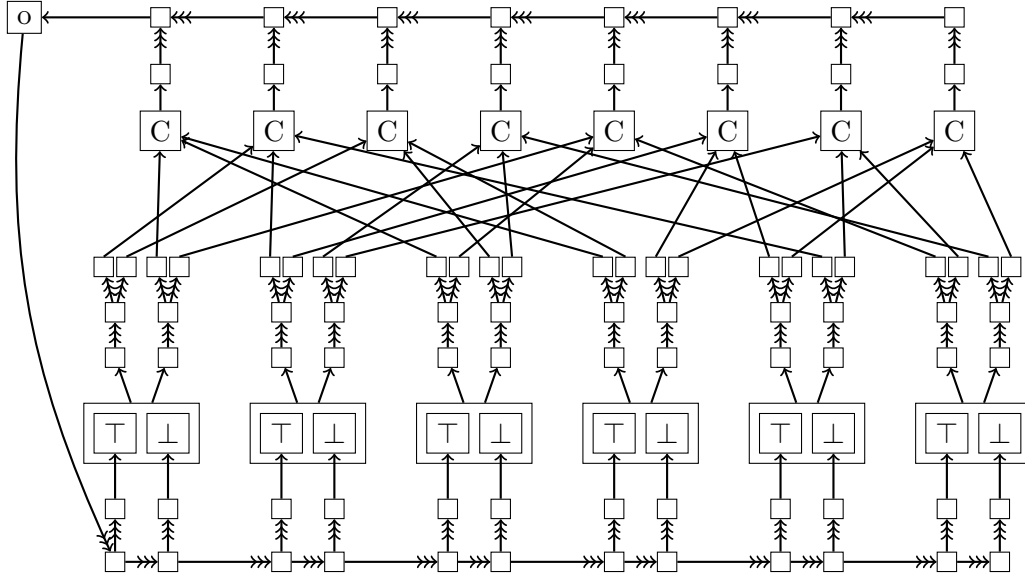 o
C C C C C C C C
⊤ ⊥ ⊤ ⊥ ⊤ ⊥ ⊤ ⊥ ⊤ ⊥ ⊤ ⊥